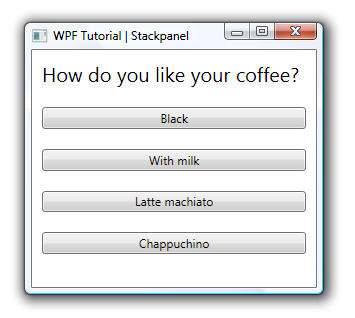 WPF Tutorial | Stackpanel
How do you like your coffee?
Black
With milk
Latte machiato
Chappuchino